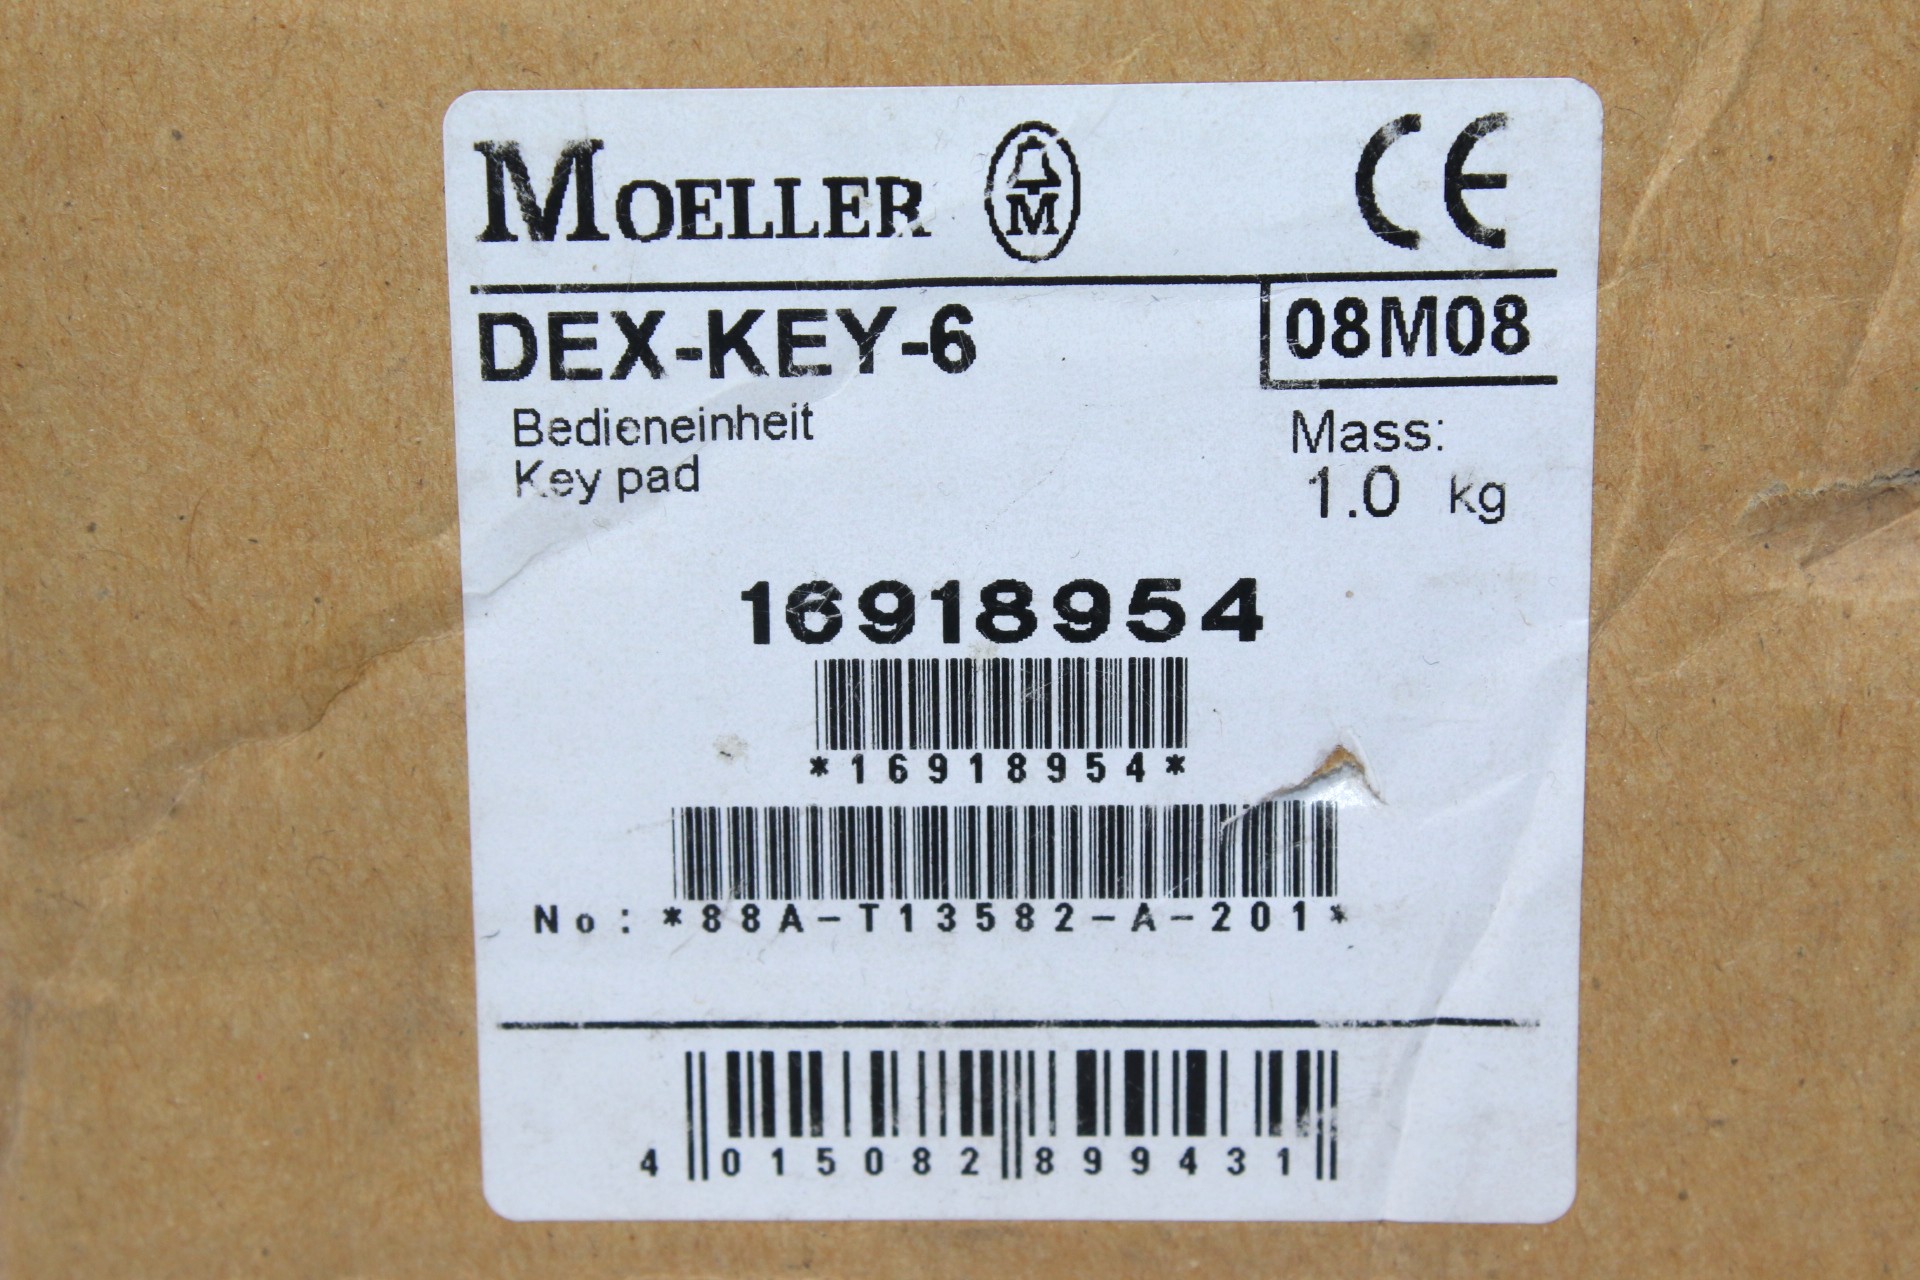 MOELLER M CE
DEX-KEY-6 08M08
Bedieneinheit Mass:
Key pad 1.0 kg
16918954
*16918954*
No: *88A-T13582-A-201*
4 015082 899431